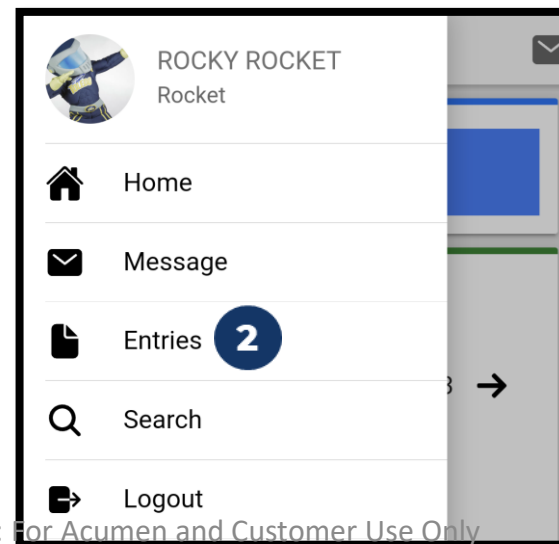 ROCKY ROCKET
Rocket
Home
Message
Entries 2
Search
Logout
: For Acumen and Customer Use Only